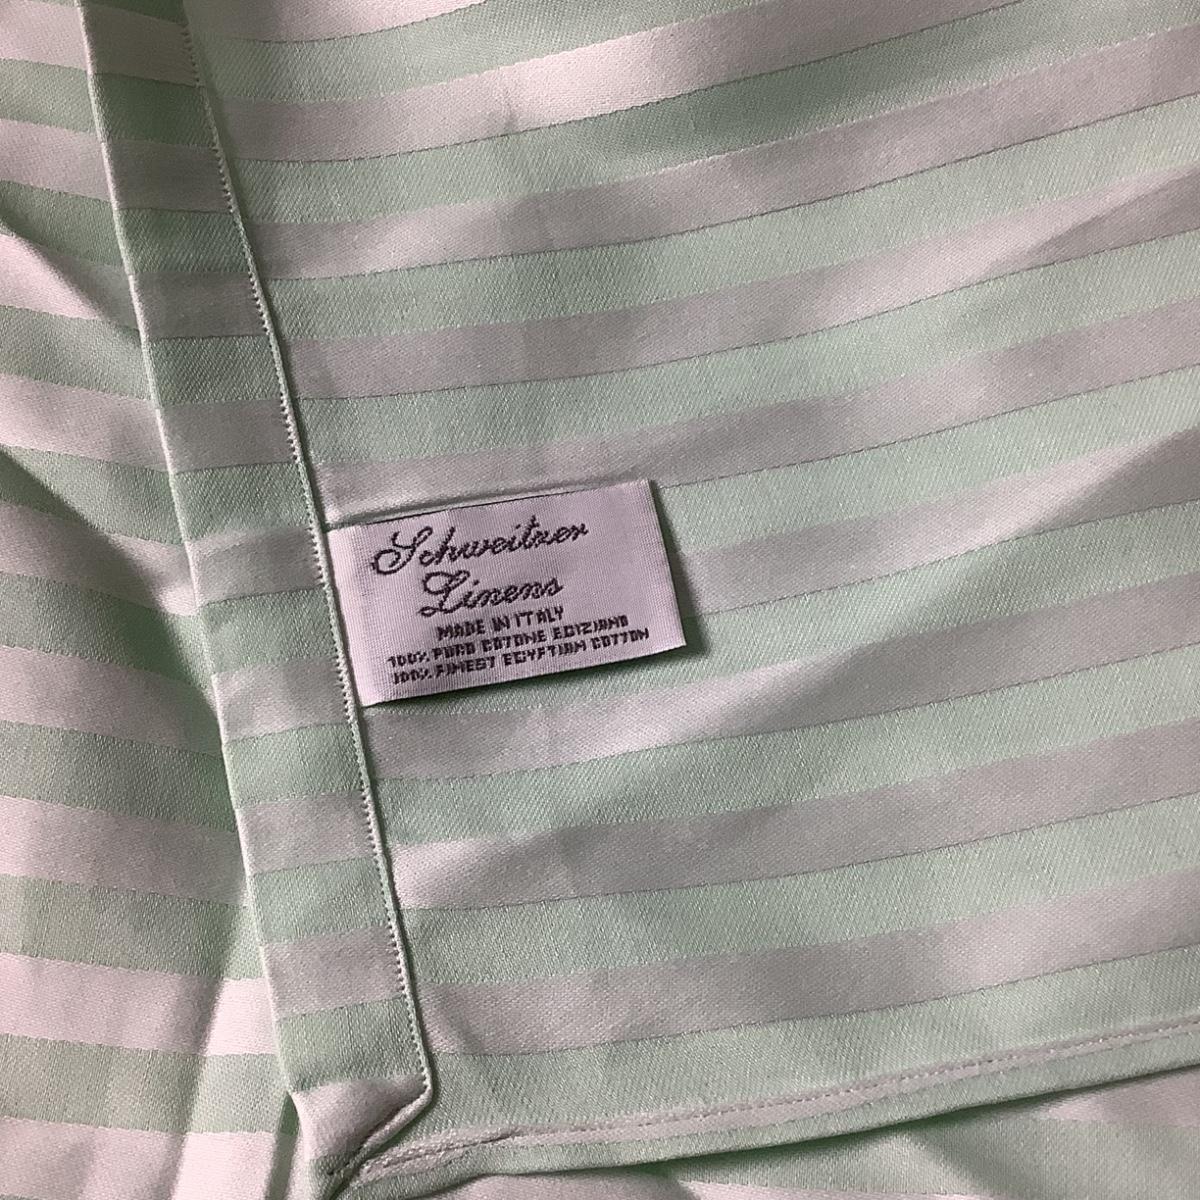 Schweitzer
Linens
MADE IN ITALY
100% PURO COTONE EGIZIANO
100% FINEST EGYPTIAN COTTON